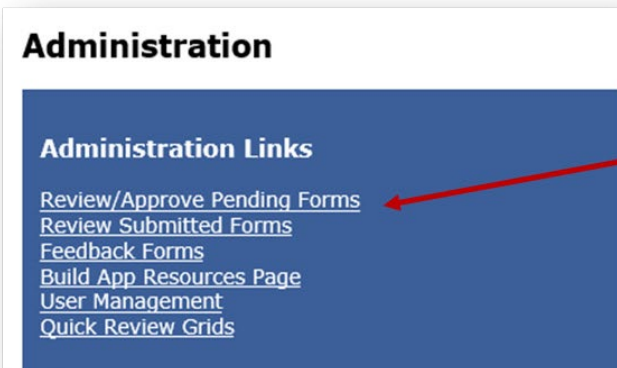 Administration
Administration Links
Review/Approve Pending Forms
Review Submitted Forms
Feedback Forms
Build App Resources Page
User Management
Quick Review Grids